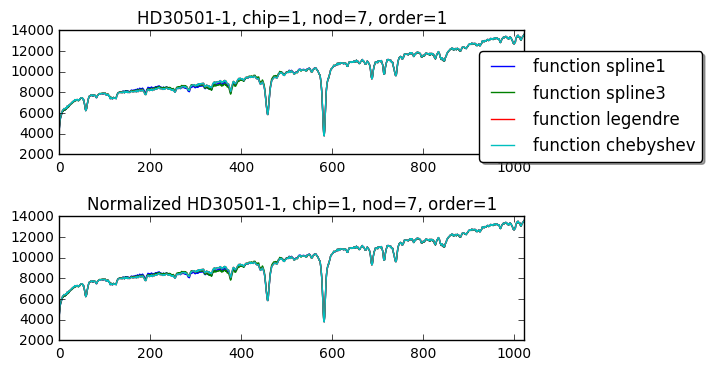 HD30501-1, chip=1, nod=7, order=1
14000
12000
10000
8000
6000
4000
2000
0 200 400 600 800 1000
function spline1
function spline3
function legendre
function chebyshev
Normalized HD30501-1, chip=1, nod=7, order=1
14000
12000
10000
8000
6000
4000
2000
0 200 400 600 800 1000